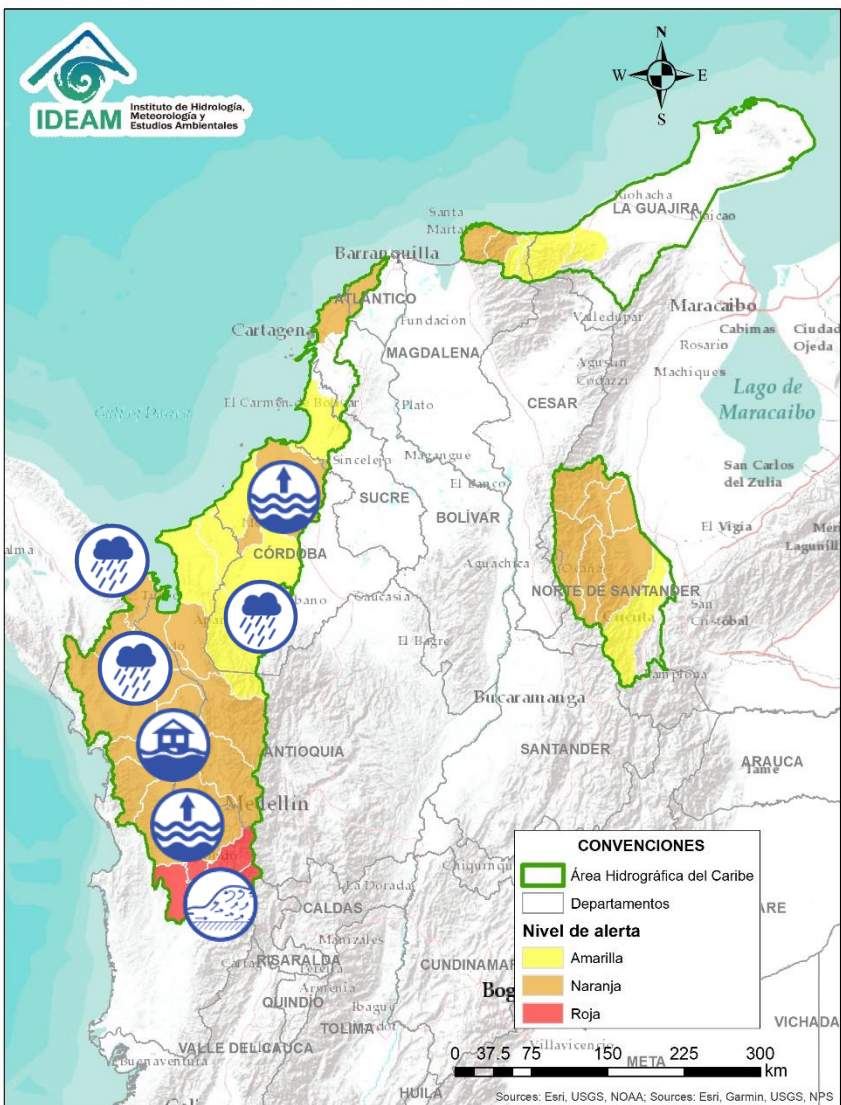 IDEAM
Instituto de Hidrología,
Meteorología y
Estudios Ambientales
N
W
E
S
Riohacha
LA GUAJIRA
Maicao
Santa
Marta
Barranquilla
ATLÁNTICO
Maracaibo
Cartagena
Fundación
Valledupar
Cabimas
Ciudad
Ojeda
Rosario
MAGDALENA
Machiques
Agustín
Codazzi
Lago de
Maracaibo
El Carmen de Bolívar
Plato
CESAR
Sincelejo
Magangue
San Carlos
del Zulia
SUCRE
El Banco
BOLÍVAR
El Vigía
CÓRDOBA
Aguachica
Ocaña
NORTE DE SANTANDER
Caucasia
San
Cristóbal
Cúcuta
El Bagre
Pamplona
Bucaramanga
ANTIOQUIA
SANTANDER
ARAUCA
Tame
Medellín
CONVENCIONES
Área Hidrográfica del Caribe
Departamentos
Nivel de alerta
Amarilla
Naranja
Roja
La Dorada
CALDAS
Manizales
RISARALDA
Pereira
Armenia
QUINDÍO
Ibague
TOLIMA
CUNDINAMAR
Bog
VICHADA
VALLE DEL CAUCA
Buenaventura
Villavicencio
META
HUILA
0 37.5 75 150 225 300
km
Sources: Esri, USGS, NOAA; Sources: Esri, Garmin, USGS, NPS